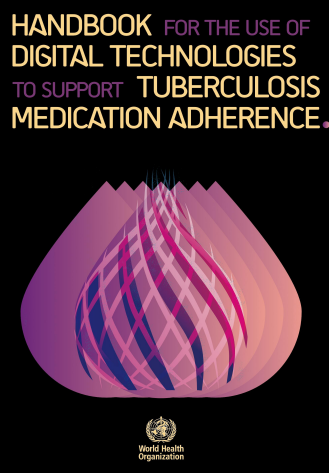 HANDBOOK FOR THE USE OF
DIGITAL TECHNOLOGIES
TO SUPPORT TUBERCULOSIS
MEDICATION ADHERENCE.
World Health
Organization